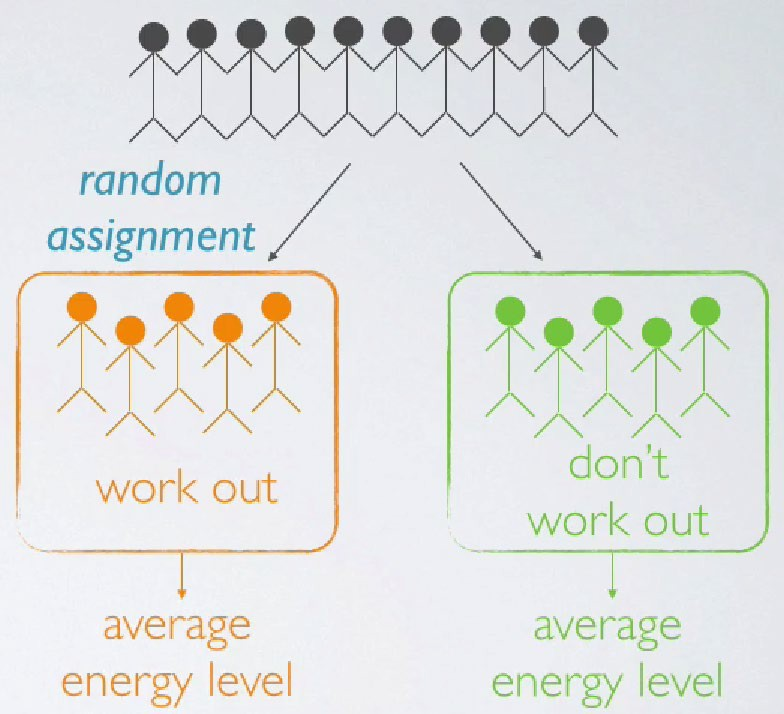 random
assignment
work out
don't
work out
average
energy level
average
energy level